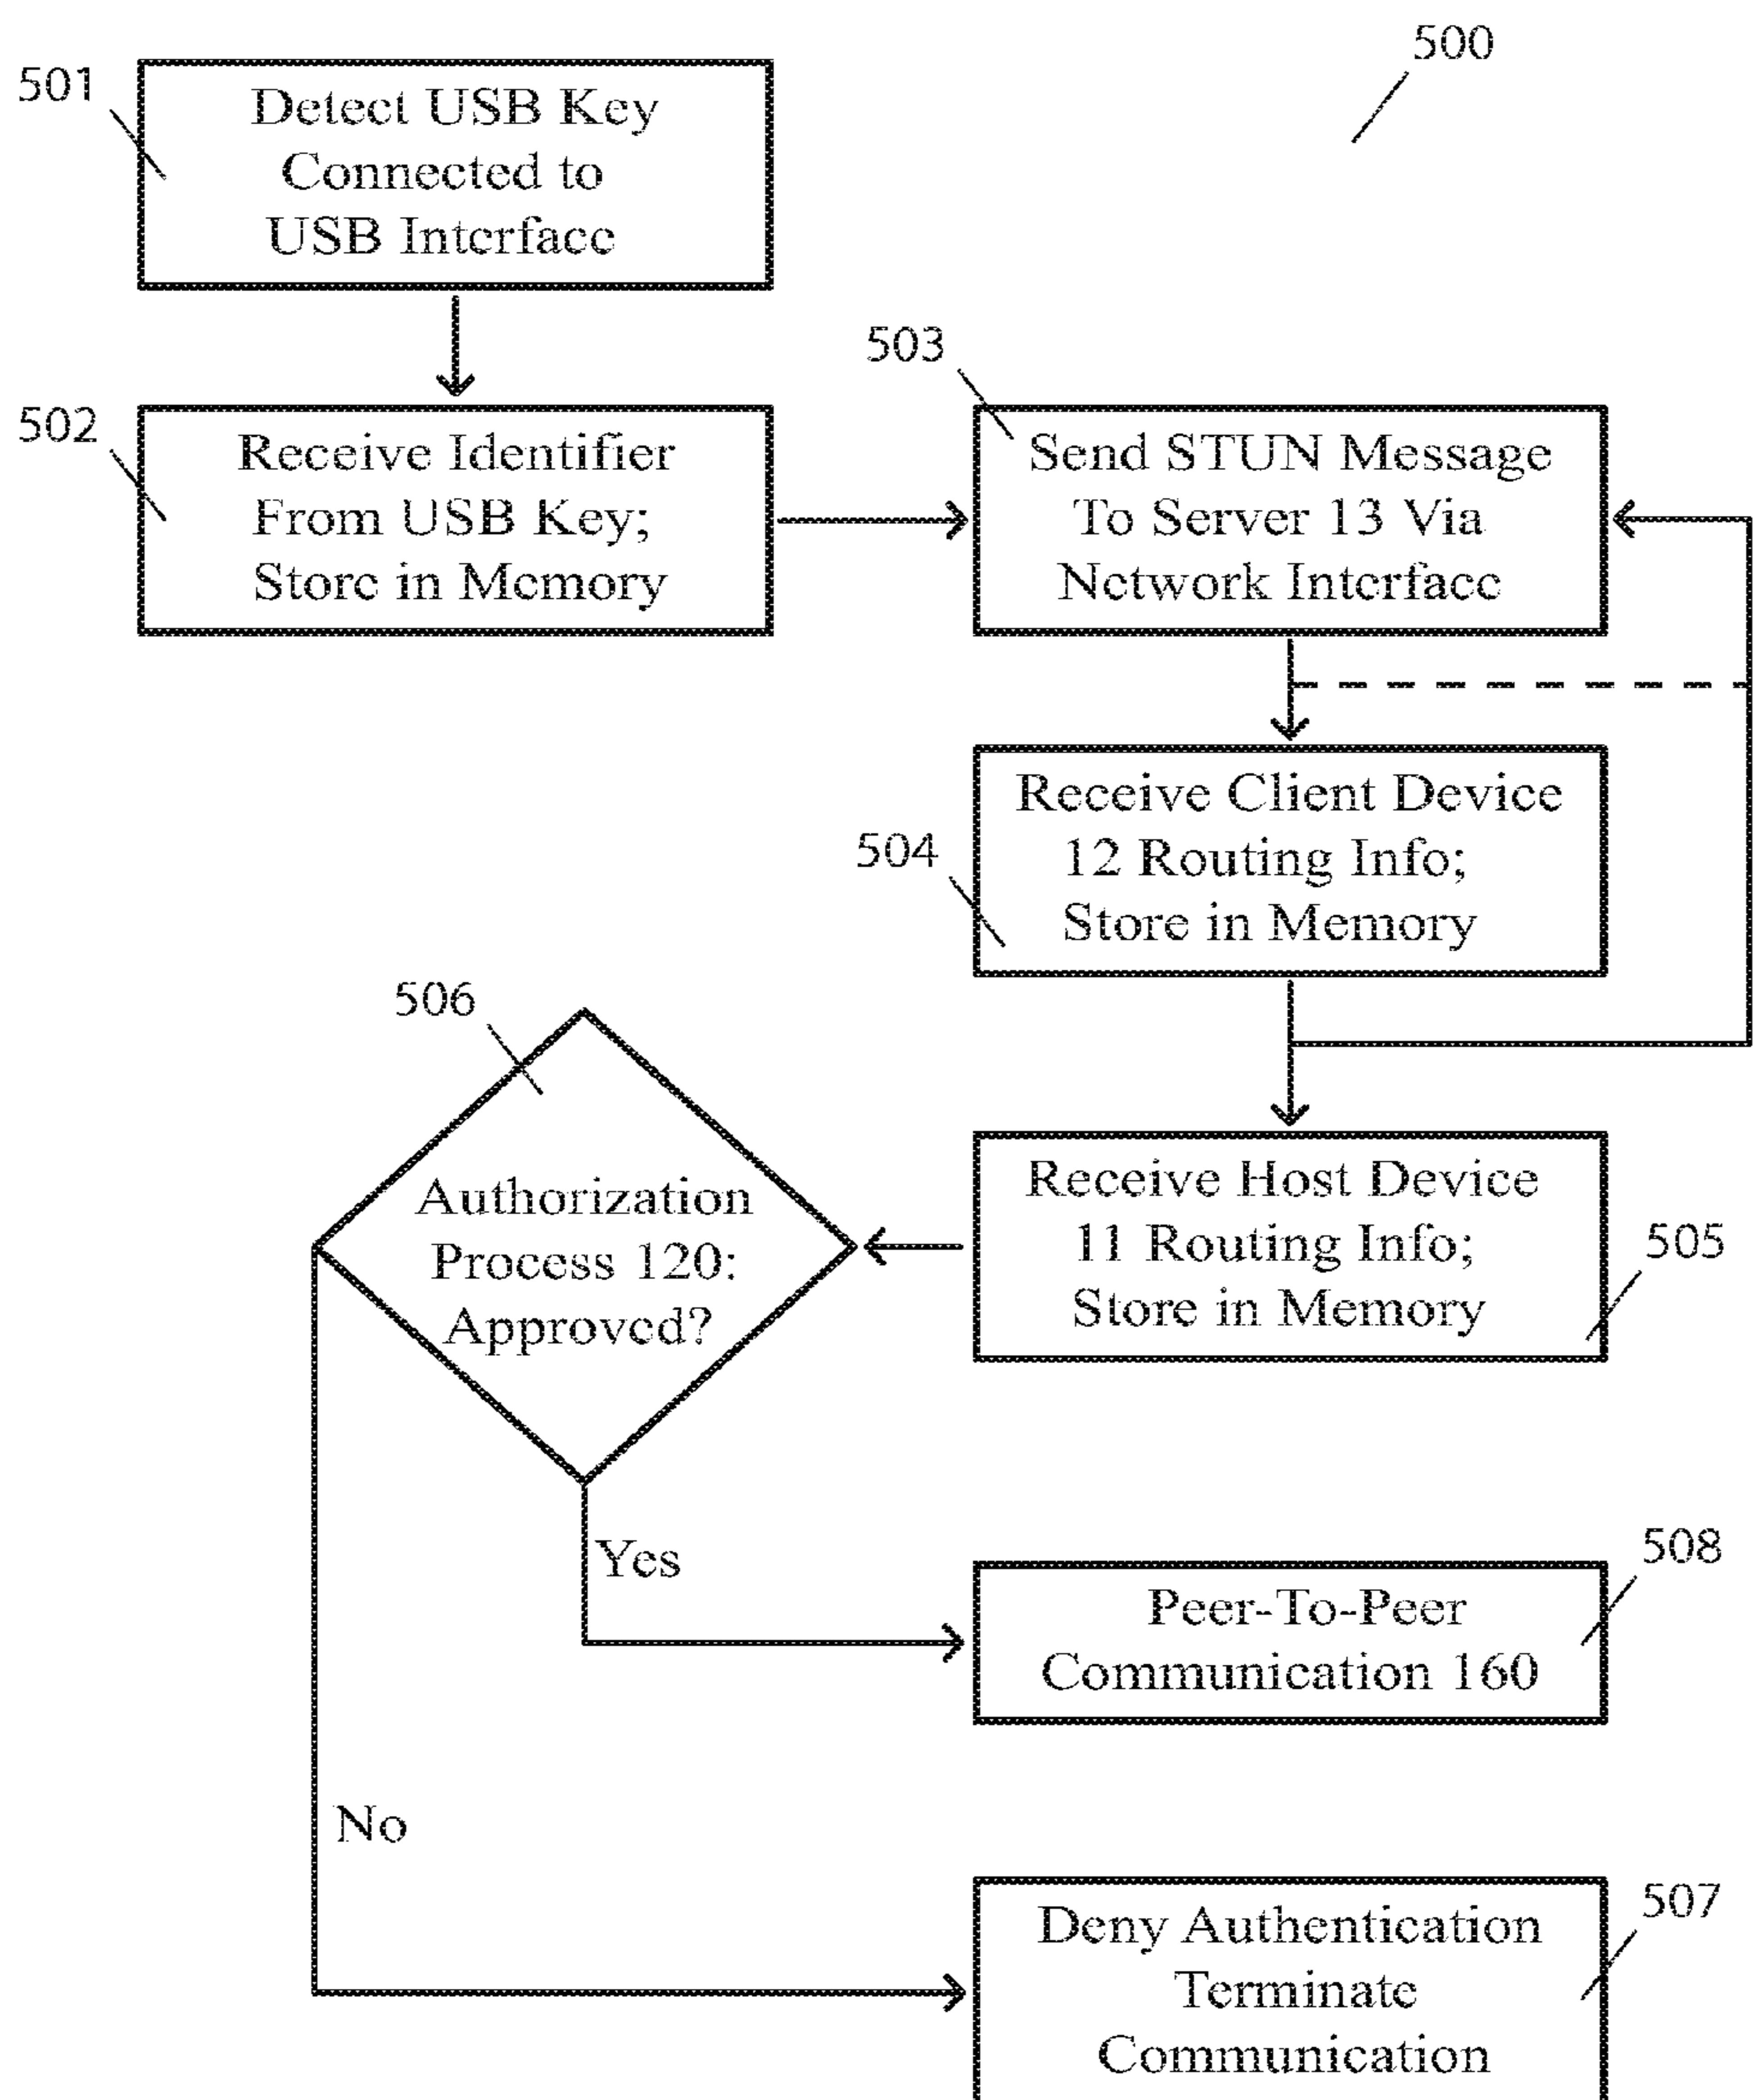 500
501
Detect USB Key
Connected to
USB Interface
502
Receive Identifier
From USB Key;
Store in Memory
503
Send STUN Message
To Server 13 Via
Network Interface
504
Receive Client Device
12 Routing Info;
Store in Memory
505
Receive Host Device
11 Routing Info;
Store in Memory
506
Authorization
Process 120:
Approved?
Yes
508
Peer-To-Peer
Communication 160
No
507
Deny Authentication
Terminate
Communication